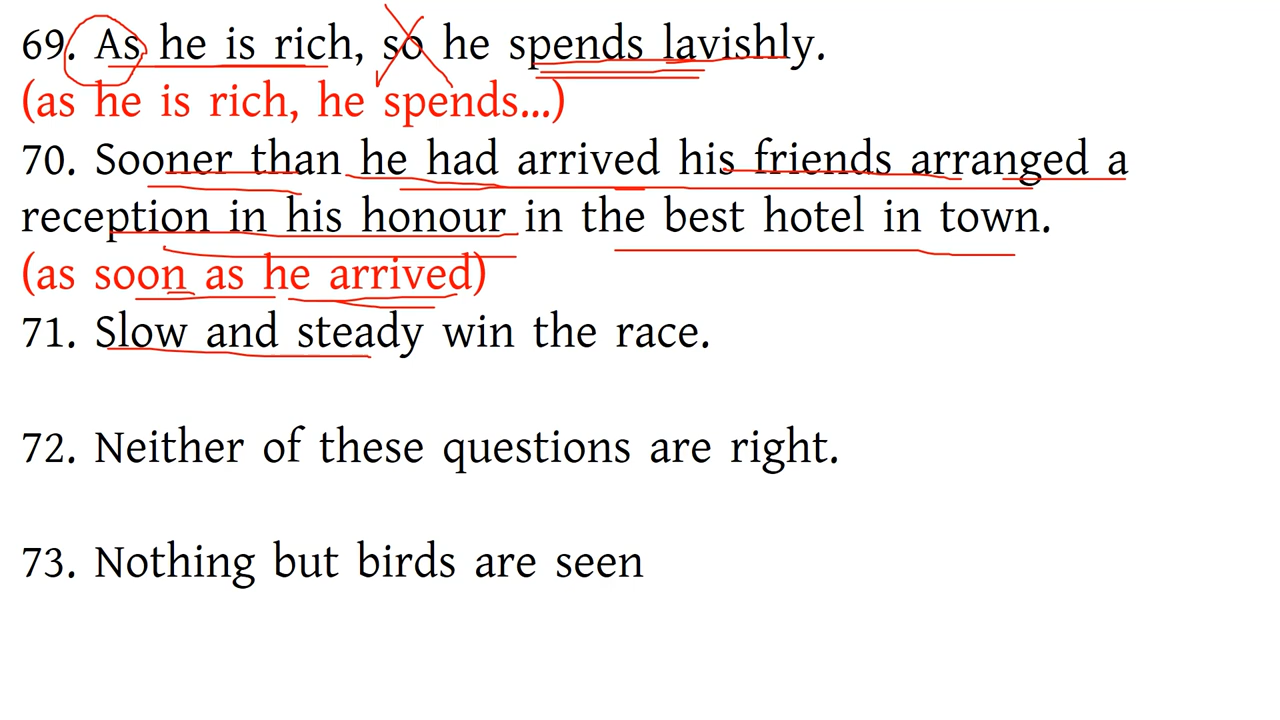 69. As he is rich, so he spends lavishly.
(as he is rich, he spends...)
70. Sooner than he had arrived his friends arranged a
reception in his honour in the best hotel in town.
(as soon as he arrived)
71. Slow and steady win the race.
72. Neither of these questions are right.
73. Nothing but birds are seen